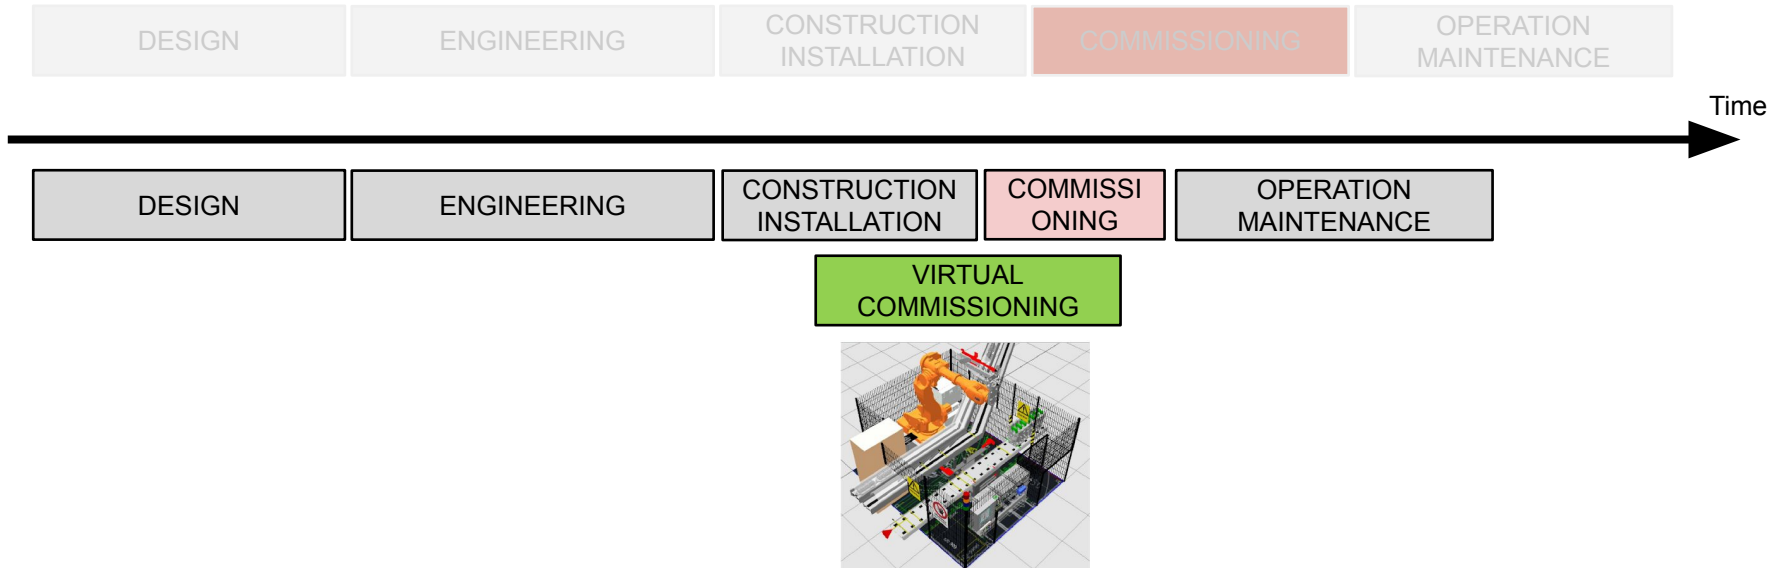 DESIGN
ENGINEERING
CONSTRUCTION
INSTALLATION
COMMISSIONING
OPERATION
MAINTENANCE
Time
DESIGN
ENGINEERING
CONSTRUCTION
INSTALLATION
COMMISSI
ONING
OPERATION
MAINTENANCE
VIRTUAL
COMMISSIONING